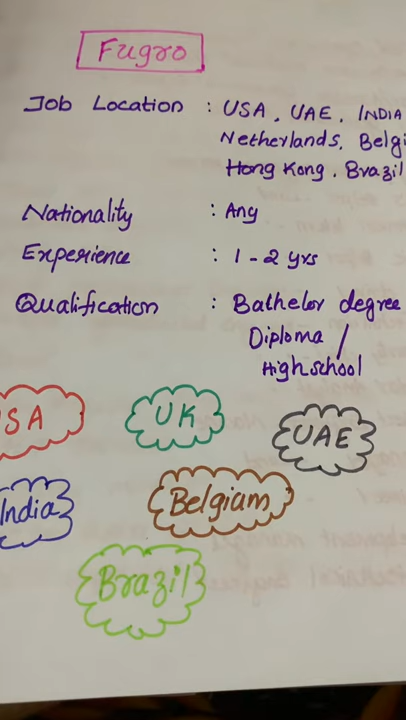 Fugro
Job Location : USA, UAE, INDIA
Netherlands, Belgi
Hong Kong, Brazil
Nationality : Any
Experience : 1-2 yrs
Qualification : Bathelor degree
Diploma /
High school
SA UK UAE
India Belgiam
Brazil